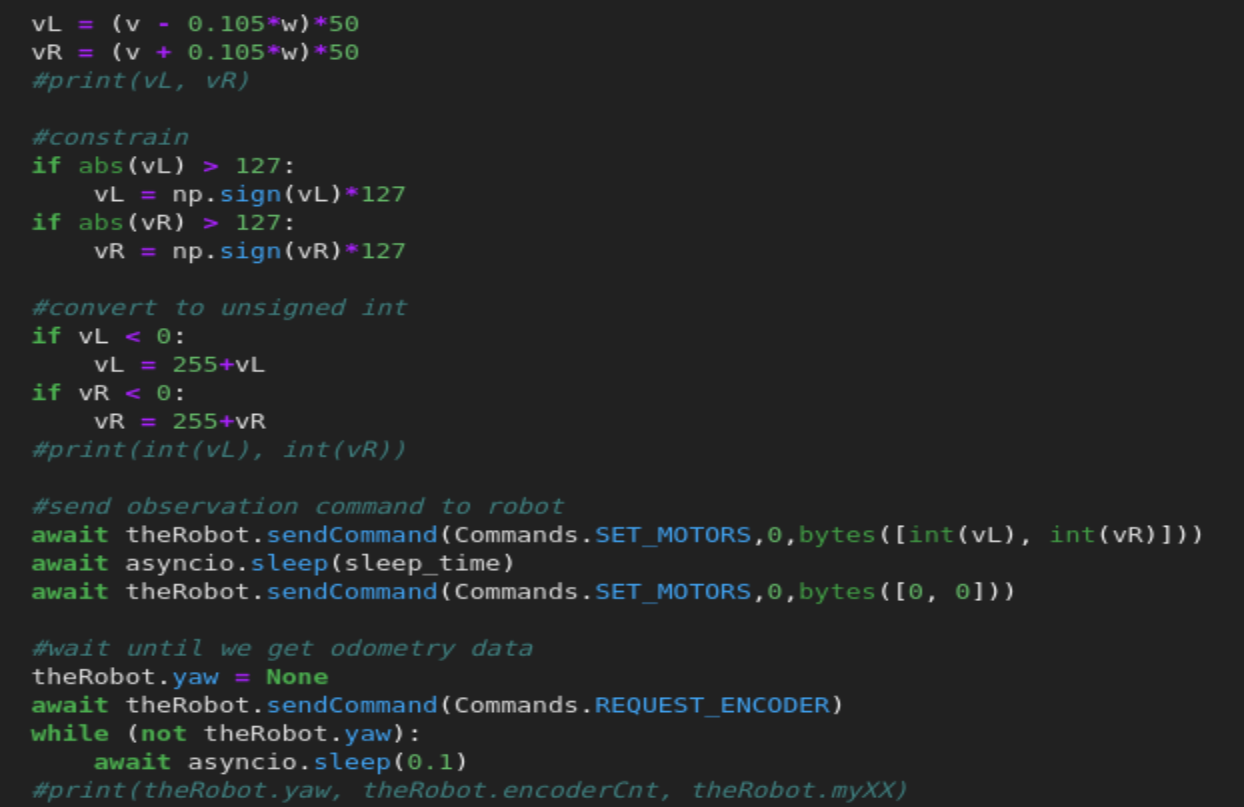 vL = (v - 0.105*w)*50
vR = (v + 0.105*w)*50
#print(vL, vR)

#constrain
if abs(vL) > 127:
    vL = np.sign(vL)*127
if abs(vR) > 127:
    vR = np.sign(vR)*127

#convert to unsigned int
if vL < 0:
    vL = 255+vL
if vR < 0:
    vR = 255+vR
#print(int(vL), int(vR))

#send observation command to robot
await theRobot.sendCommand(Commands.SET_MOTORS,0,bytes([int(vL), int(vR)]))
await asyncio.sleep(sleep_time)
await theRobot.sendCommand(Commands.SET_MOTORS,0,bytes([0, 0]))

#wait until we get odometry data
theRobot.yaw = None
await theRobot.sendCommand(Commands.REQUEST_ENCODER)
while (not theRobot.yaw):
    await asyncio.sleep(0.1)
#print(theRobot.yaw, theRobot.encoderCnt, theRobot.myXX)